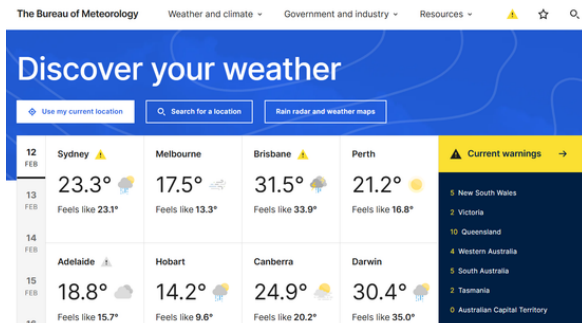 The Bureau of Meteorology
Weather and climate
Government and industry
Resources
Discover your weather
Use my current location
Search for a location
Rain radar and weather maps
12
FEB
13
FEB
14
FEB
15
FEB
Sydney
23.3°
Feels like 23.1°
Melbourne
17.5°
Feels like 13.3°
Brisbane
31.5°
Feels like 33.9°
Perth
21.2°
Feels like 16.8°
Adelaide
18.8°
Feels like 15.7°
Hobart
14.2°
Feels like 9.6°
Canberra
24.9°
Feels like 20.2°
Darwin
30.4°
Feels like 35.0°
Current warnings
5 New South Wales
2 Victoria
10 Queensland
4 Western Australia
5 South Australia
2 Tasmania
0 Australian Capital Territory